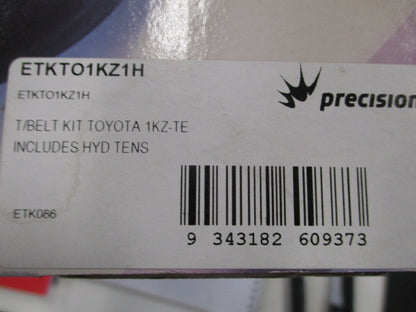 ETKTO1KZ1H
ETKTO1KZ1H
precision
T/BELT KIT TOYOTA 1KZ-TE
INCLUDES HYD TENS
ETK086
9 343182 609373